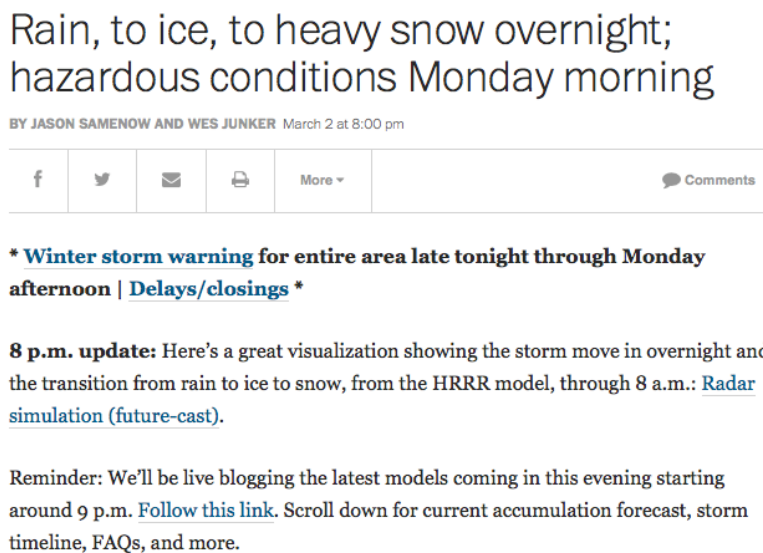 Rain, to ice, to heavy snow overnight;
hazardous conditions Monday morning
BY JASON SAMENOW AND WES JUNKER March 2 at 8:00 pm
f More Comments
* Winter storm warning for entire area late tonight through Monday
afternoon | Delays/closings *
8 p.m. update: Here's a great visualization showing the storm move in overnight and
the transition from rain to ice to snow, from the HRRR model, through 8 a.m.: Radar
simulation (future-cast).
Reminder: We'll be live blogging the latest models coming in this evening starting
around 9 p.m. Follow this link. Scroll down for current accumulation forecast, storm
timeline, FAQs, and more.